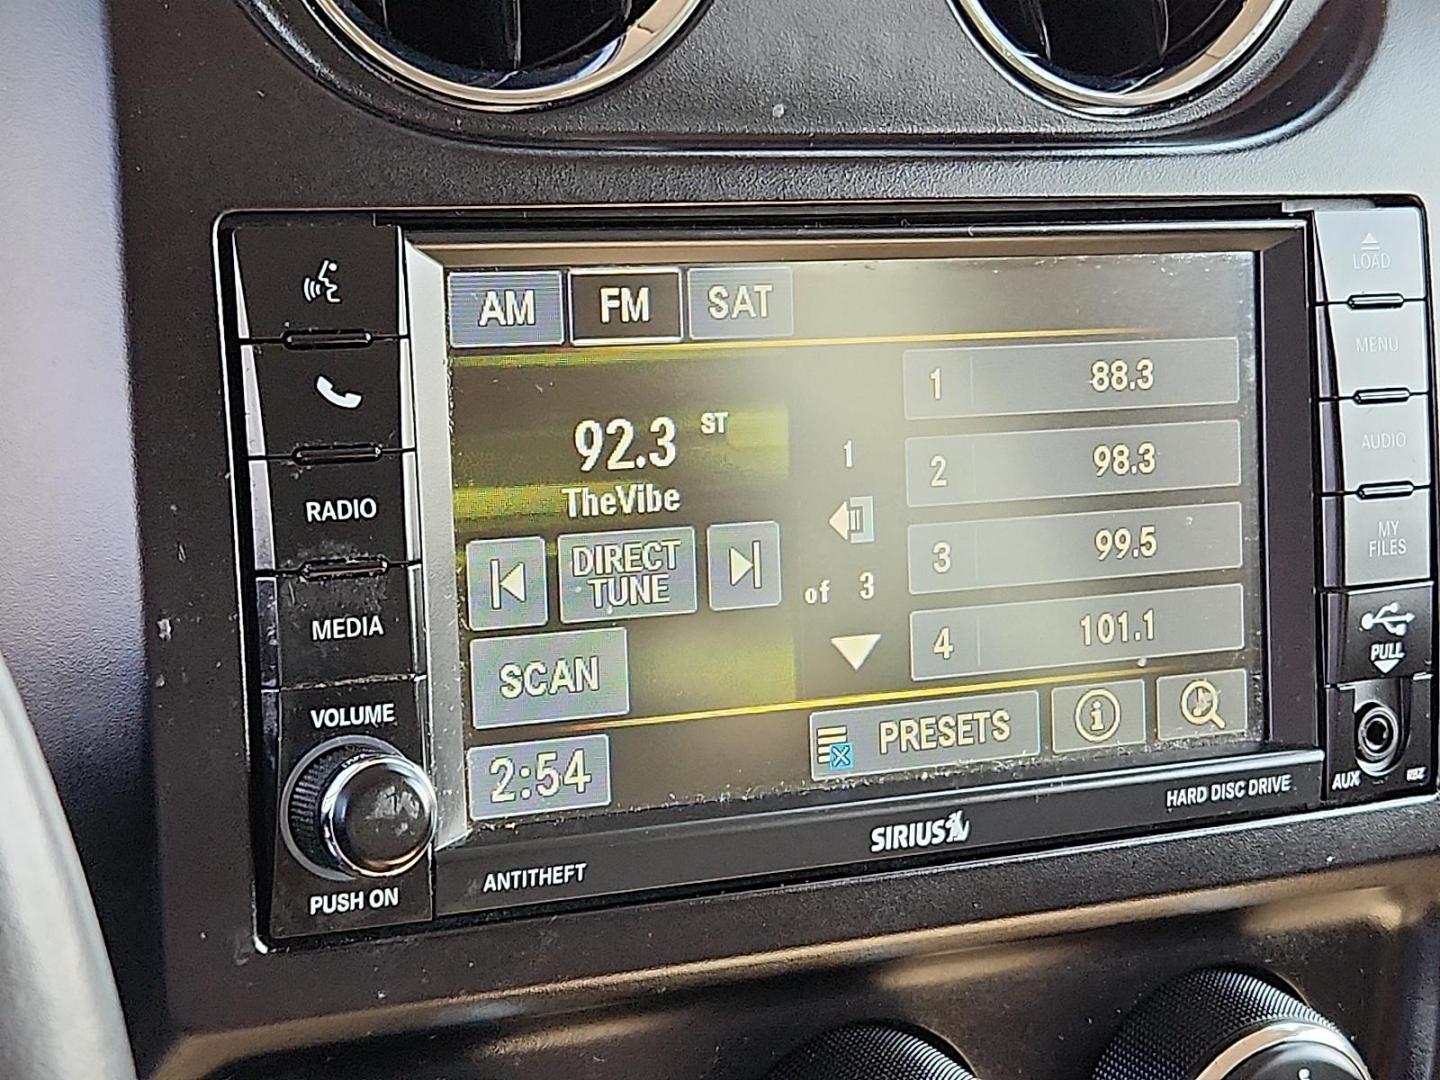 AM FM SAT
92.3 ST
TheVibe
DIRECT
TUNE
SCAN
2:54
1
of 3
1 88.3
2 98.3
3 99.5
4 101.1
PRESETS
i
RADIO
MEDIA
VOLUME
PUSH ON
LOAD
MENU
AUDIO
MY
FILES
PULL
AUX RBZ
ANTITHEFT
SIRIUS
HARD DISC DRIVE